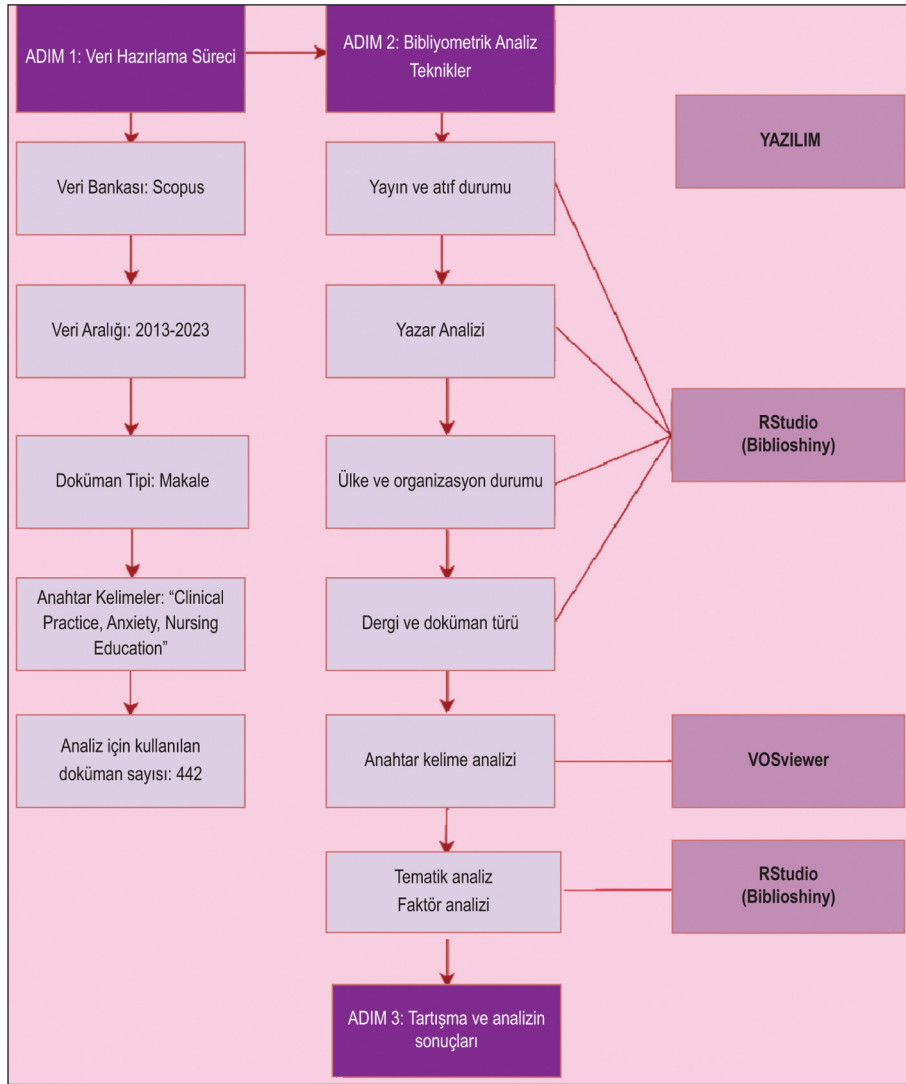 ADIM 1: Veri Hazırlama Süreci
Veri Bankası: Scopus
Veri Aralığı: 2013-2023
Doküman Tipi: Makale
Anahtar Kelimeler: “Clinical
Practice, Anxiety, Nursing
Education”
Analiz için kullanılan
doküman sayısı: 442
ADIM 2: Bibliyometrik Analiz
Teknikler
Yayın ve atıf durumu
Yazar Analizi
Ülke ve organizasyon durumu
Dergi ve doküman türü
Anahtar kelime analizi
Tematik analiz
Faktör analizi
ADIM 3: Tartışma ve analizin
sonuçları
YAZILIM
RStudio
(Biblioshiny)
VOSviewer
RStudio
(Biblioshiny)